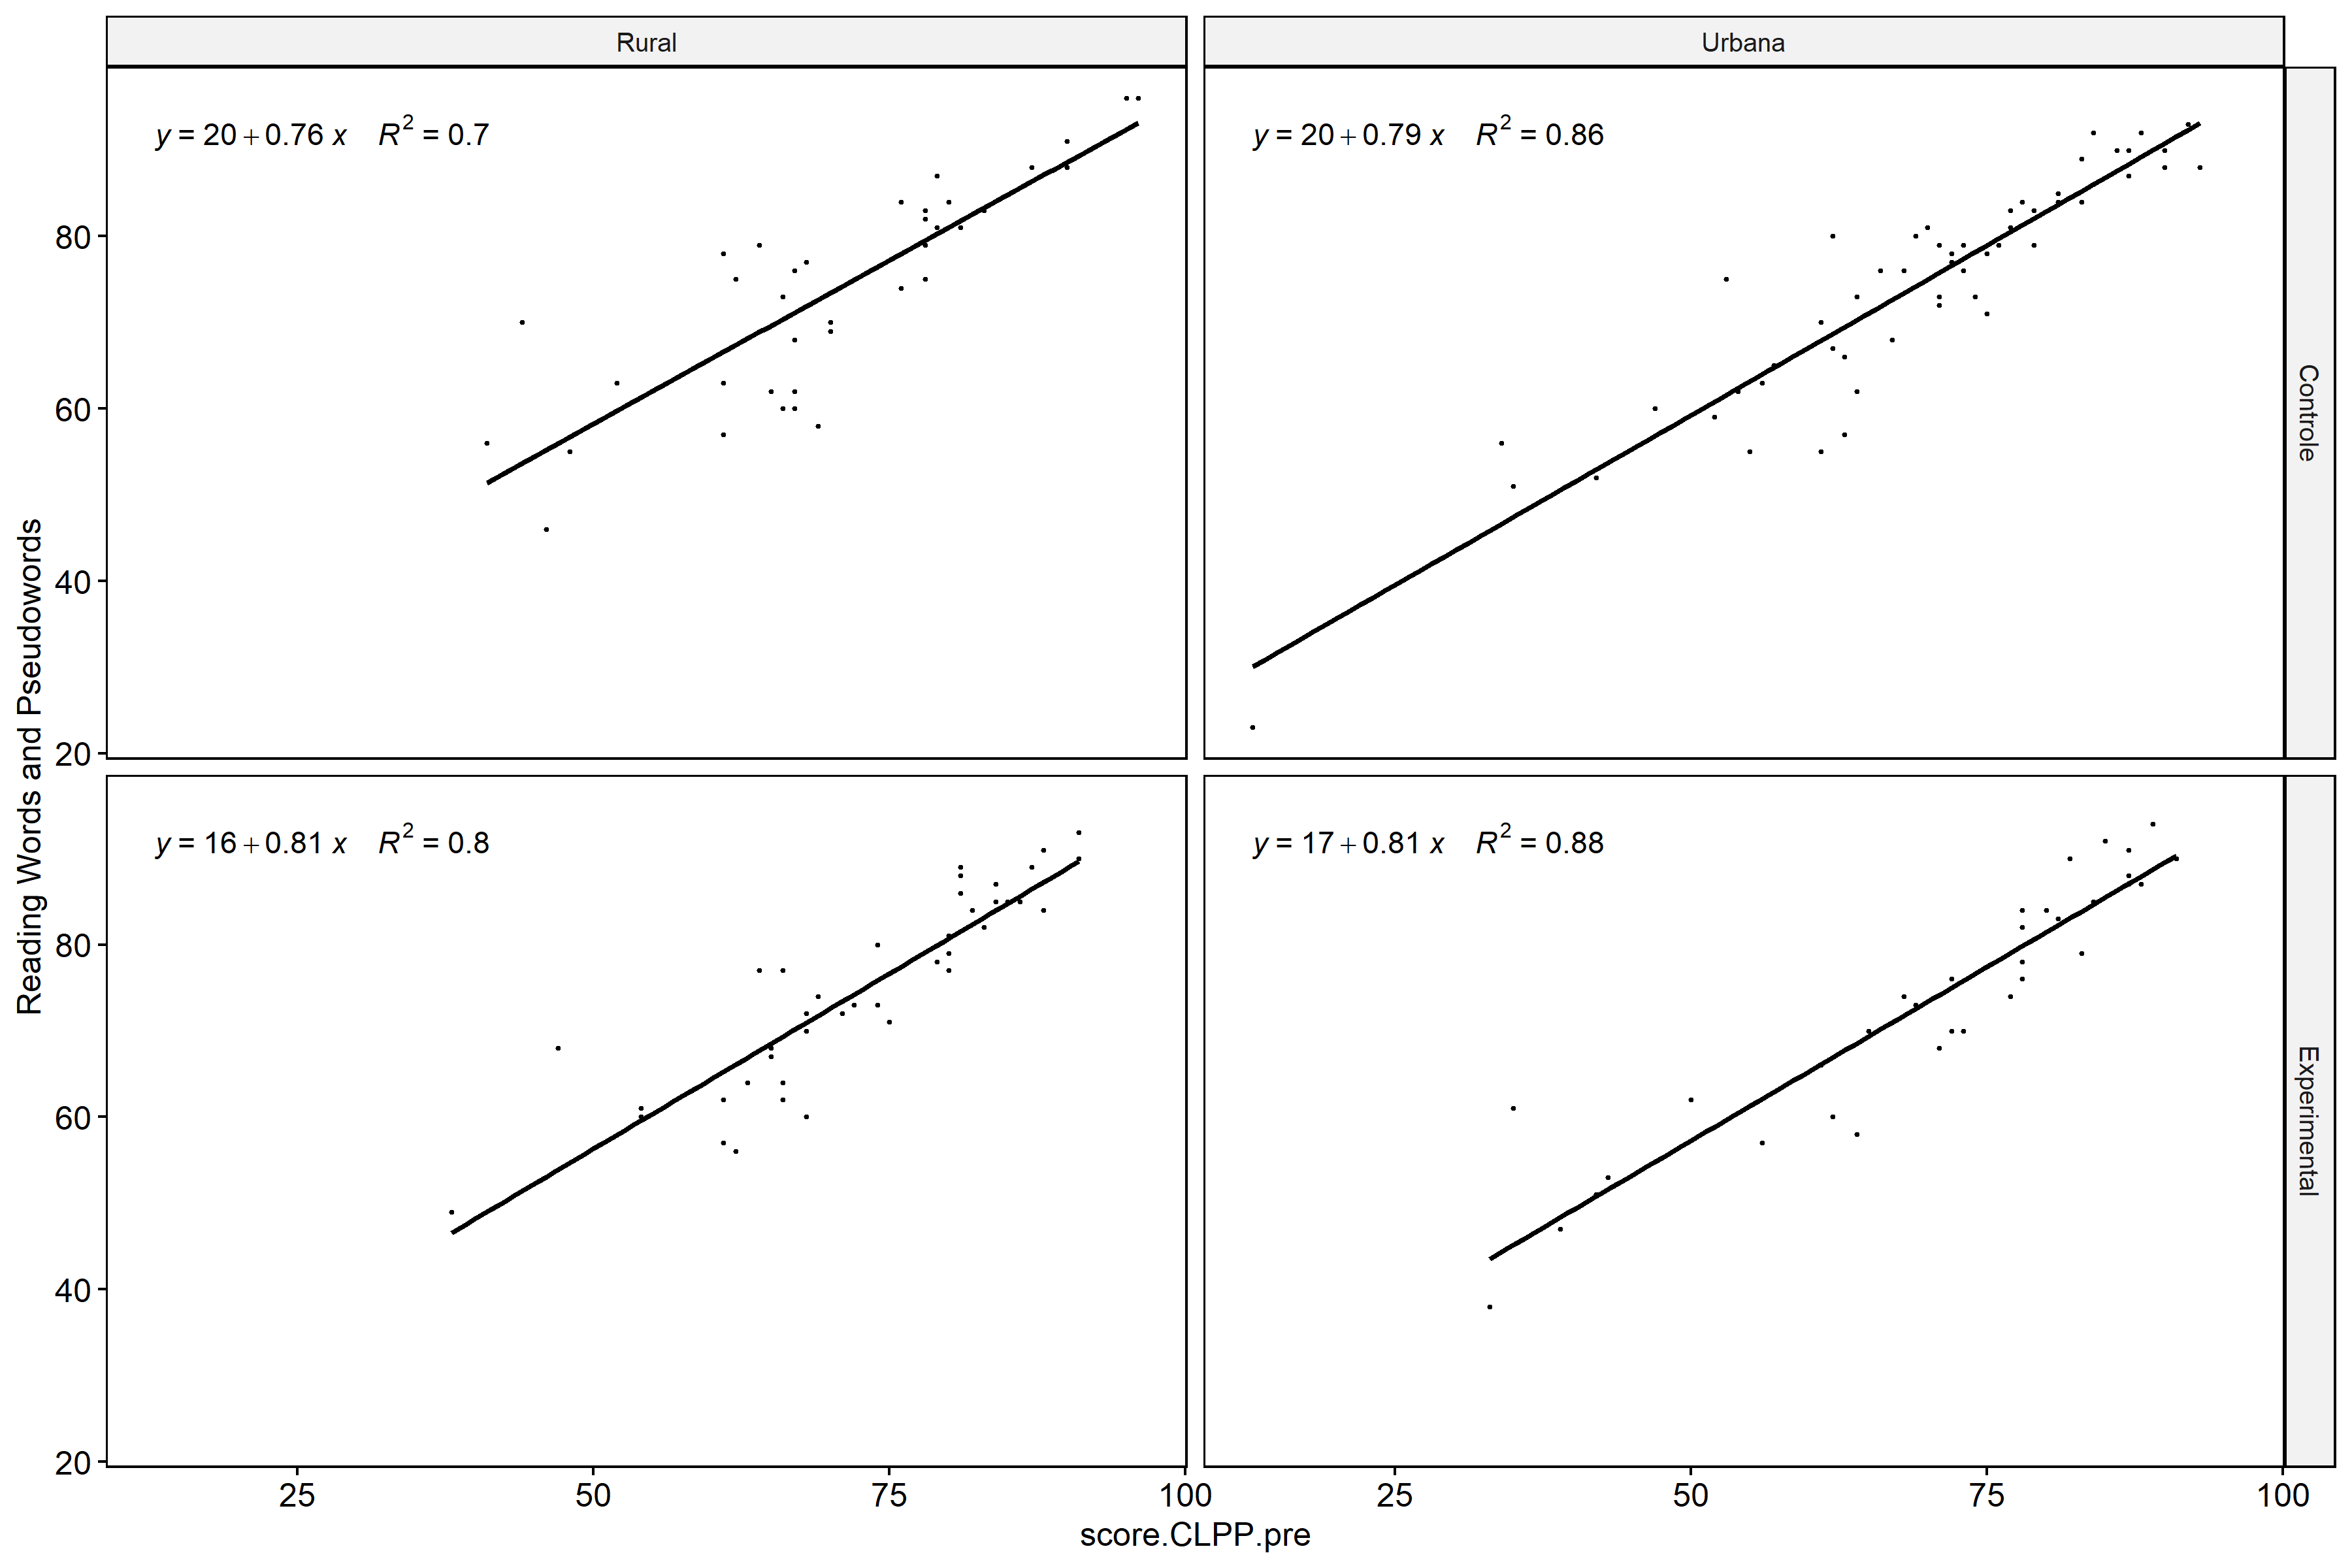 Rural
Urbana
y = 20 + 0.76 x R² = 0.7
y = 20 + 0.79 x R² = 0.86
80
60
40
20
Controle
Reading Words and Pseudowords
y = 16 + 0.81 x R² = 0.8
y = 17 + 0.81 x R² = 0.88
80
60
40
20
Experimental
25 50 75 100 25 50 75 100
score.CLPP.pre